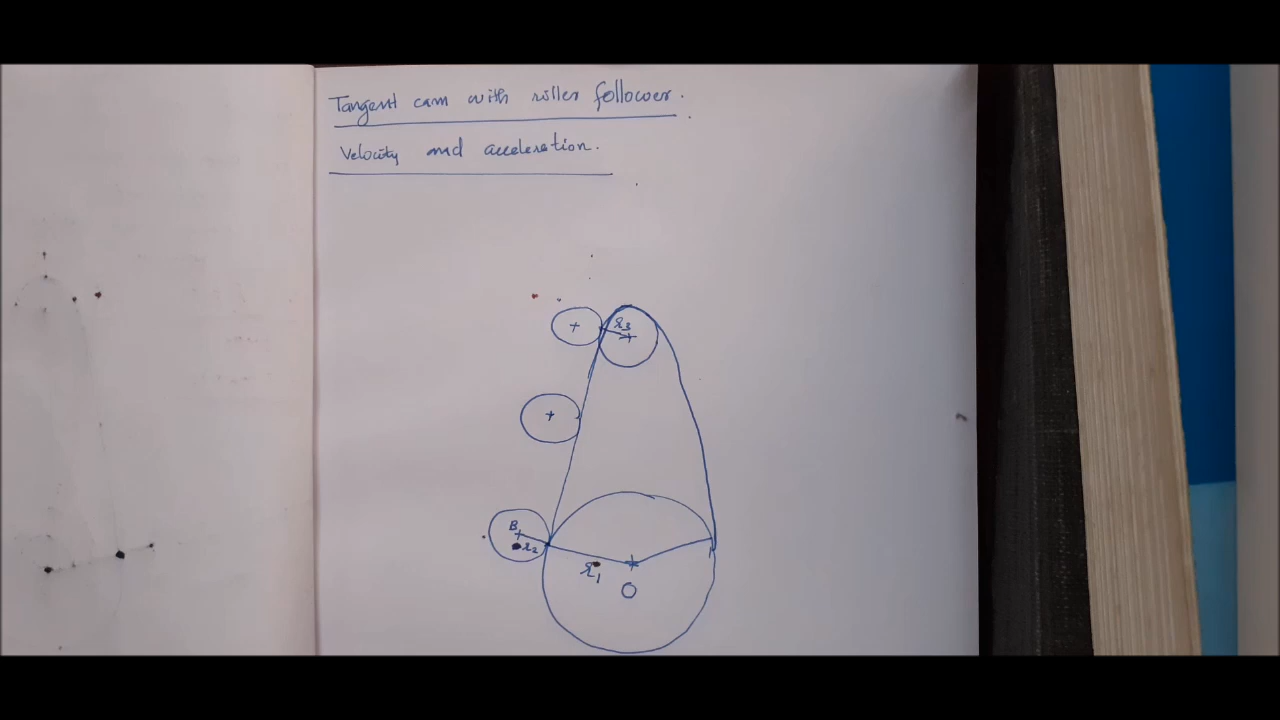 Tangent cam with roller follower.
Velocity and acceleration.
r3
B
r2
r1
O